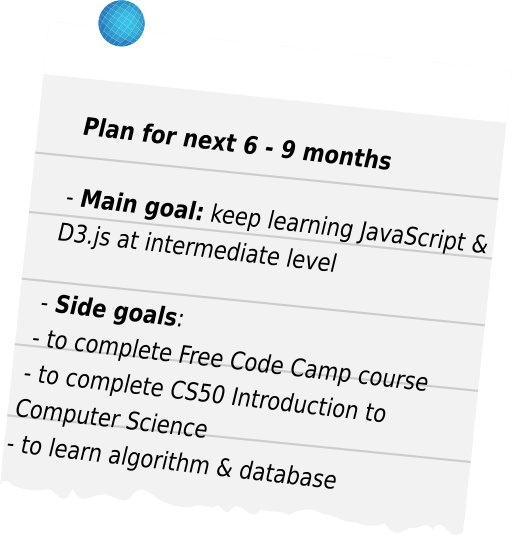 Plan for next 6 - 9 months
- Main goal: keep learning JavaScript &
D3.js at intermediate level
- Side goals:
- to complete Free Code Camp course
- to complete CS50 Introduction to
Computer Science
- to learn algorithm & database